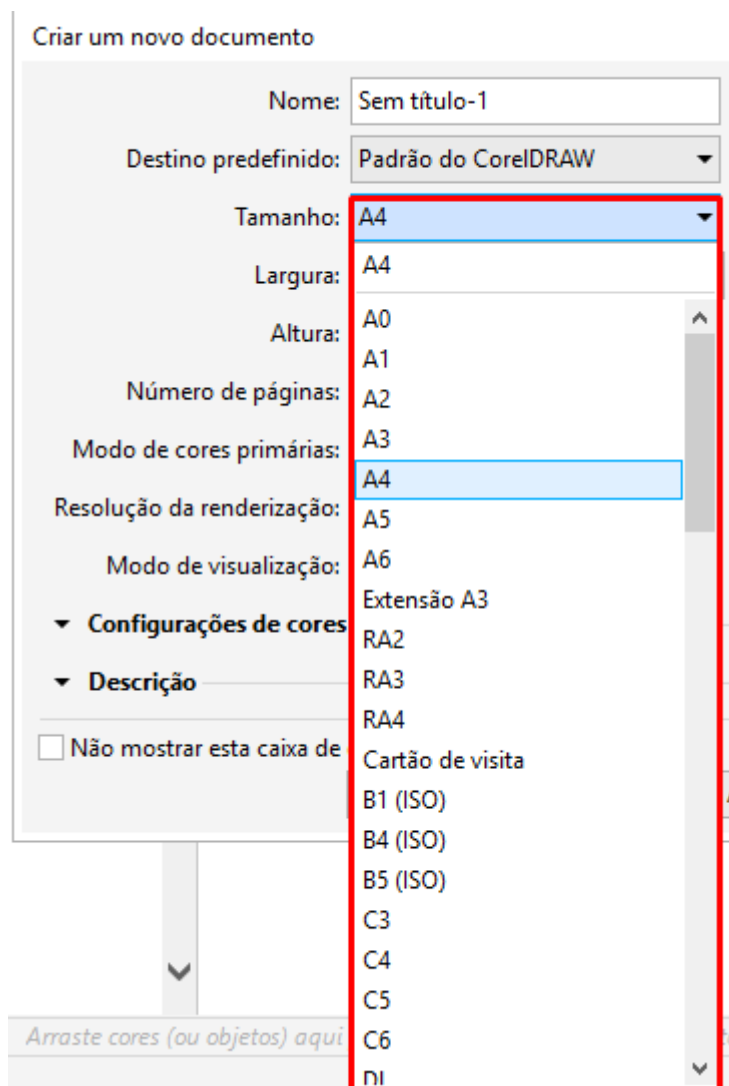 Criar um novo documento
Nome: Sem título-1
Destino predefinido: Padrão do CorelDRAW
Tamanho: A4
Largura:
Altura:
Número de páginas:
Modo de cores primárias:
Resolução da renderização:
Modo de visualização:
Configurações de cores
Descrição
Não mostrar esta caixa de
A4
A0
A1
A2
A3
A4
A5
A6
Extensão A3
RA2
RA3
RA4
Cartão de visita
B1 (ISO)
B4 (ISO)
B5 (ISO)
C3
C4
C5
C6
DL
Arraste cores (ou objetos) aqui